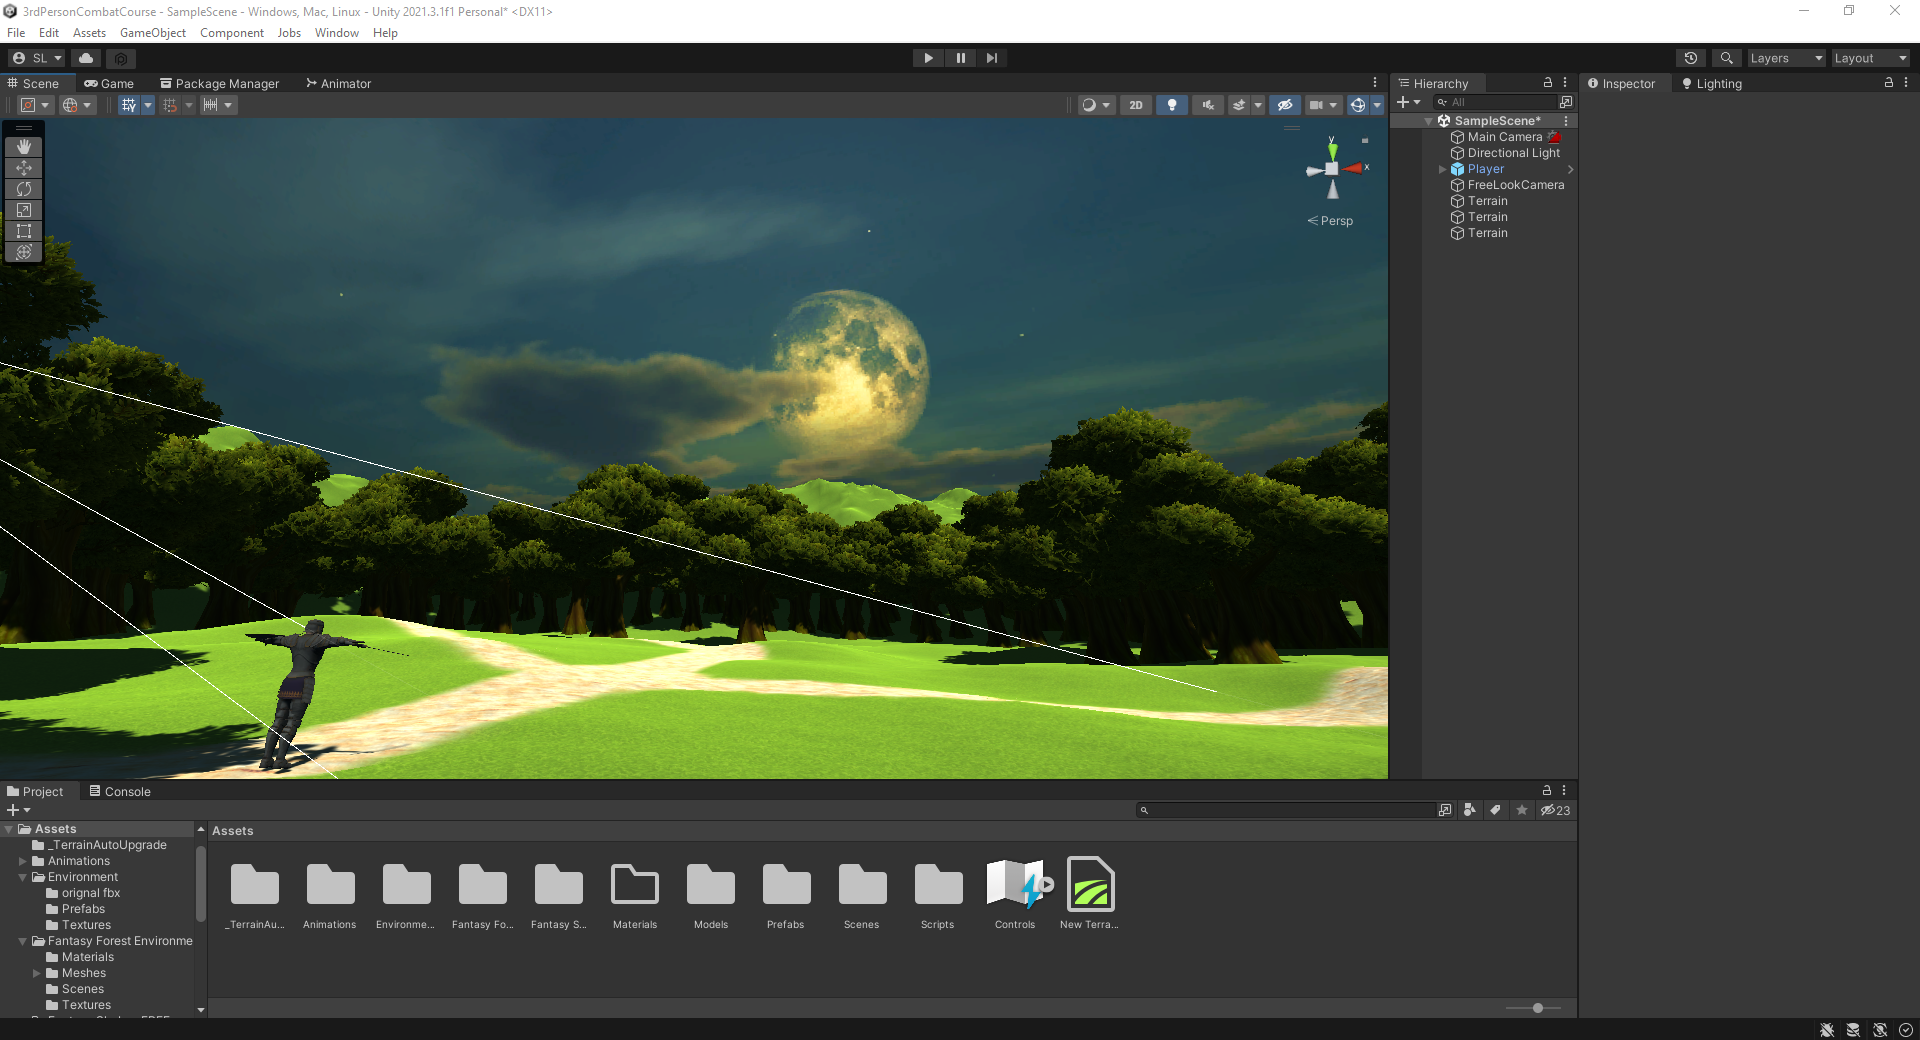 3rdPersonCombatCourse - SampleScene - Windows, Mac, Linux - Unity 2021.3.1f1 Personal* <DX11>
File Edit Assets GameObject Component Jobs Window Help
SL Layers Layout
Scene Game Package Manager Animator
2D
y
x
Persp
Hierarchy
All
SampleScene*
Main Camera
Directional Light
Player
FreeLookCamera
Terrain
Terrain
Terrain
Inspector Lighting
Project Console
23
Assets
_TerrainAutoUpgrade
Animations
Environment
orignal fbx
Prefabs
Textures
Fantasy Forest Environme
Materials
Meshes
Scenes
Textures
Assets
_TerrainAu... Animations Environme... Fantasy Fo... Fantasy S... Materials Models Prefabs Scenes Scripts Controls New Terra...